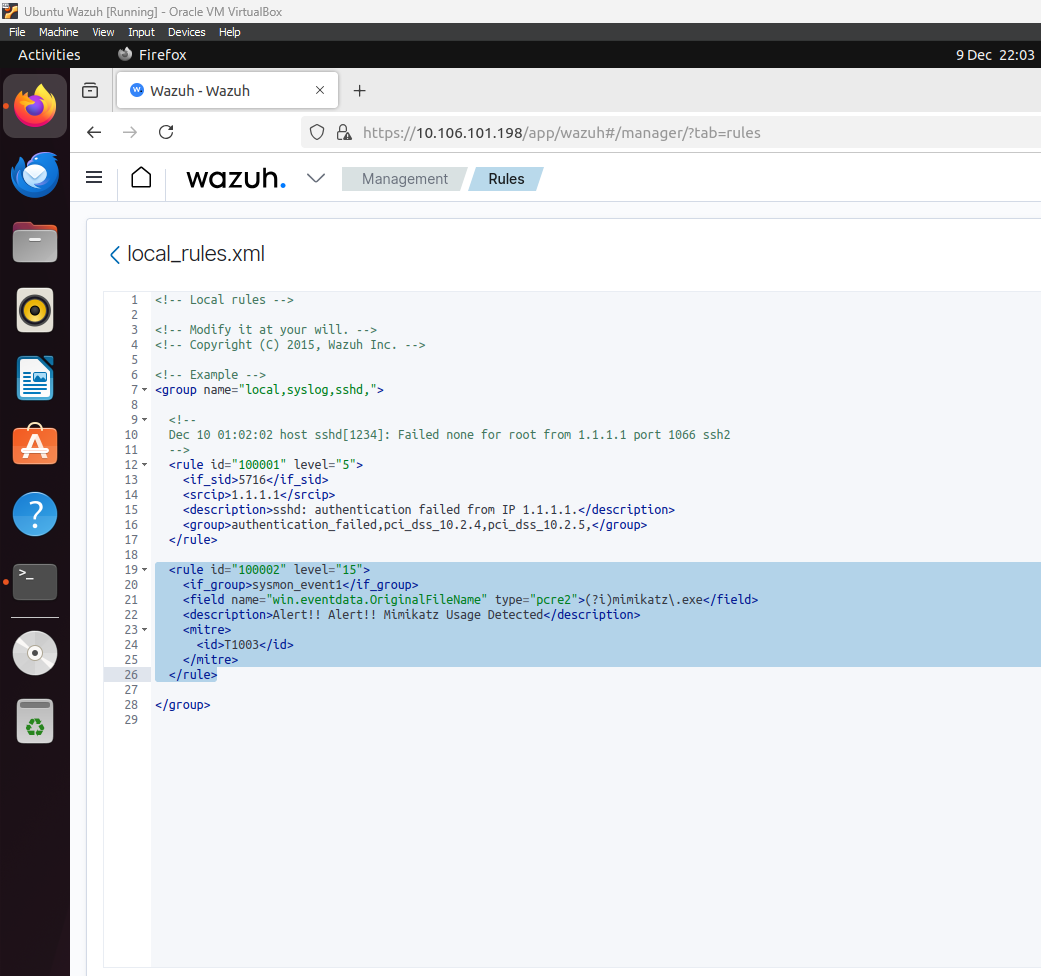 Ubuntu Wazuh [Running] - Oracle VM VirtualBox
File Machine View Input Devices Help
Activities Firefox 9 Dec 22:03
Wazuh - Wazuh
https://10.106.101.198/app/wazuh#/manager/?tab=rules
wazuh. Management Rules
local_rules.xml
1 <!-- Local rules -->
2
3 <!-- Modify it at your will. -->
4 <!-- Copyright (C) 2015, Wazuh Inc. -->
5
6 <!-- Example -->
7 <group name="local,syslog,sshd,">
8
9 <!--
10 Dec 10 01:02:02 host sshd[1234]: Failed none for root from 1.1.1.1 port 1066 ssh2
11 -->
12 <rule id="100001" level="5">
13 <if_sid>5716</if_sid>
14 <srcip>1.1.1.1</srcip>
15 <description>sshd: authentication failed from IP 1.1.1.1.</description>
16 <group>authentication_failed,pci_dss_10.2.4,pci_dss_10.2.5,</group>
17 </rule>
18
19 <rule id="100002" level="15">
20 <if_group>sysmon_event1</if_group>
21 <field name="win.eventdata.OriginalFileName" type="pcre2">(?i)mimikatz\.exe</field>
22 <description>Alert!! Alert!! Mimikatz Usage Detected</description>
23 <mitre>
24 <id>T1003</id>
25 </mitre>
26 </rule>
27
28 </group>
29